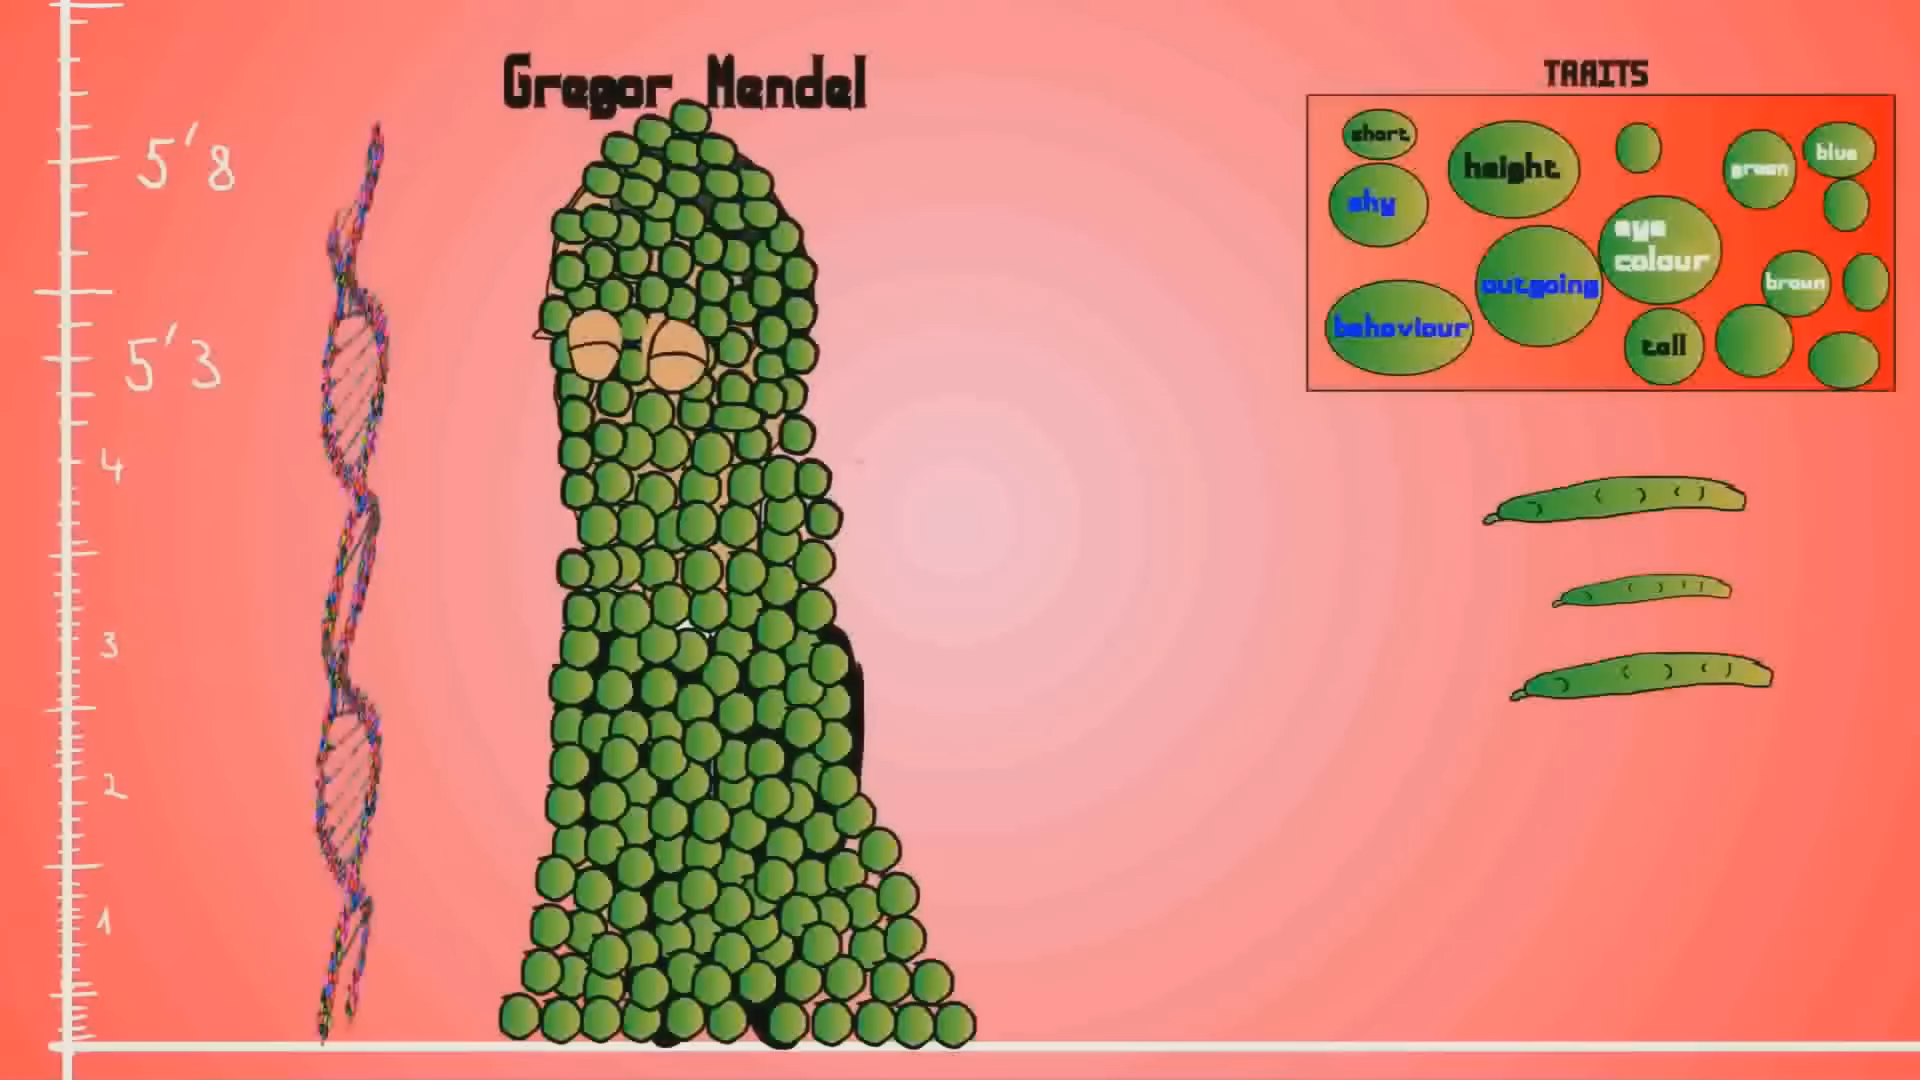 Gregor Mendel
TRAITS
short
height
green
blue
shy
eye
colour
outgoing
brown
behaviour
tall
5'8
5'3
4
3
2
1